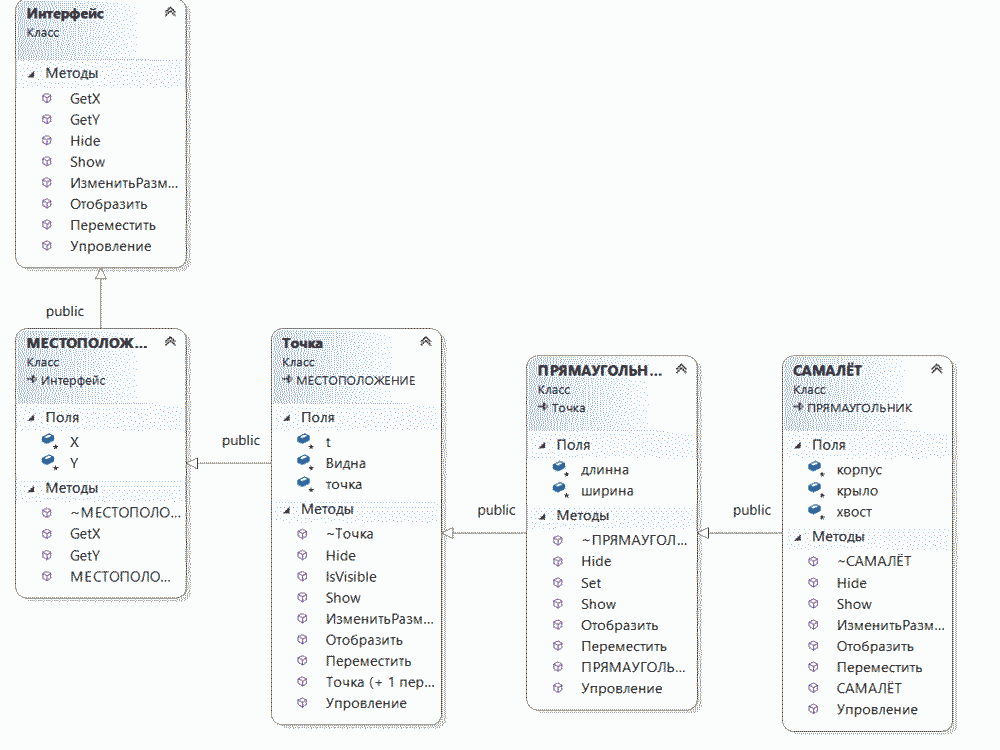 Интерфейс
Класс
Методы
GetX
GetY
Hide
Show
ИзменитьРазм...
Отобразить
Переместить
Упровление
public
МЕСТОПОЛОЖ...
Класс
Интерфейс
Поля
X
Y
Методы
~МЕСТОПОЛО...
GetX
GetY
МЕСТОПОЛО...
public
Точка
Класс
МЕСТОПОЛОЖЕНИЕ
Поля
t
Видна
точка
Методы
~Точка
Hide
IsVisible
Show
ИзменитьРазм...
Отобразить
Переместить
Точка (+ 1 пер...
Упровление
public
ПРЯМАУГОЛЬН...
Класс
Точка
Поля
длинна
ширина
Методы
~ПРЯМАУГОЛ...
Hide
Set
Show
Отобразить
Переместить
ПРЯМАУГОЛЬ...
Упровление
public
САМАЛЁТ
Класс
ПРЯМАУГОЛЬНИК
Поля
корпус
крыло
хвост
Методы
~САМАЛЁТ
Hide
Show
ИзменитьРазм...
Отобразить
Переместить
САМАЛЁТ
Упровление